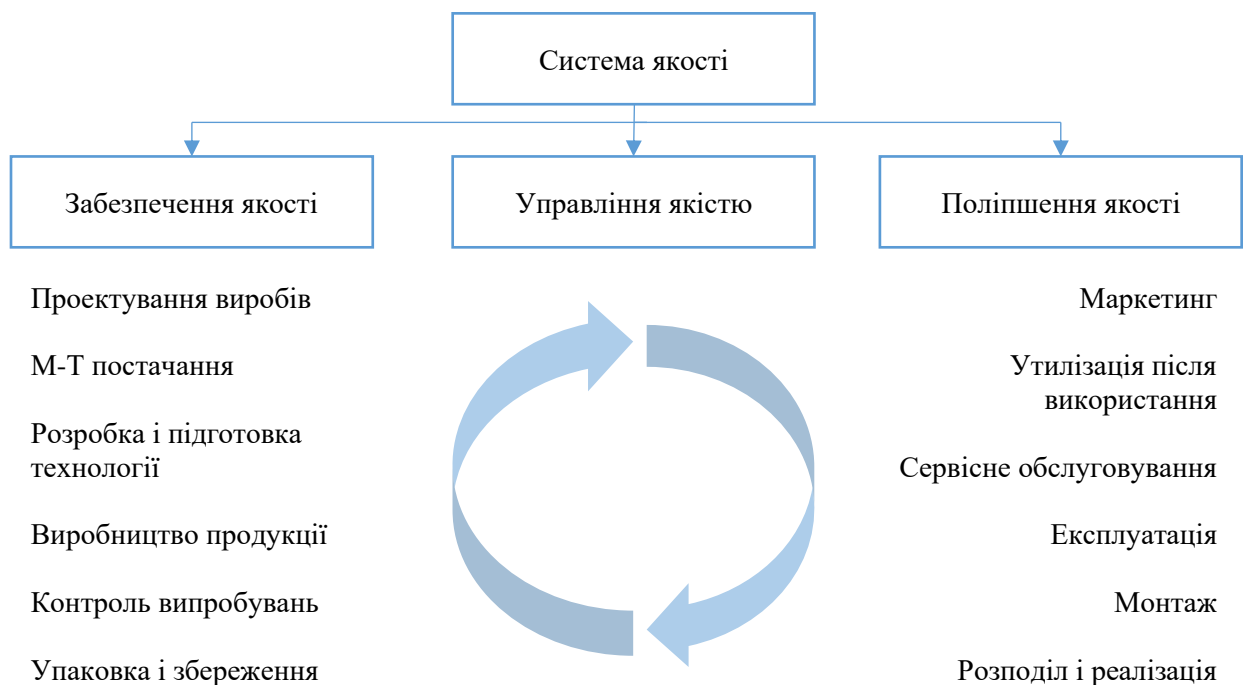 Система якості
Забезпечення якості
Управління якістю
Поліпшення якості
Проектування виробів
М-Т постачання
Розробка і підготовка
технології
Виробництво продукції
Контроль випробувань
Упаковка і збереження
Маркетинг
Утилізація після
використання
Сервісне обслуговування
Експлуатація
Монтаж
Розподіл і реалізація